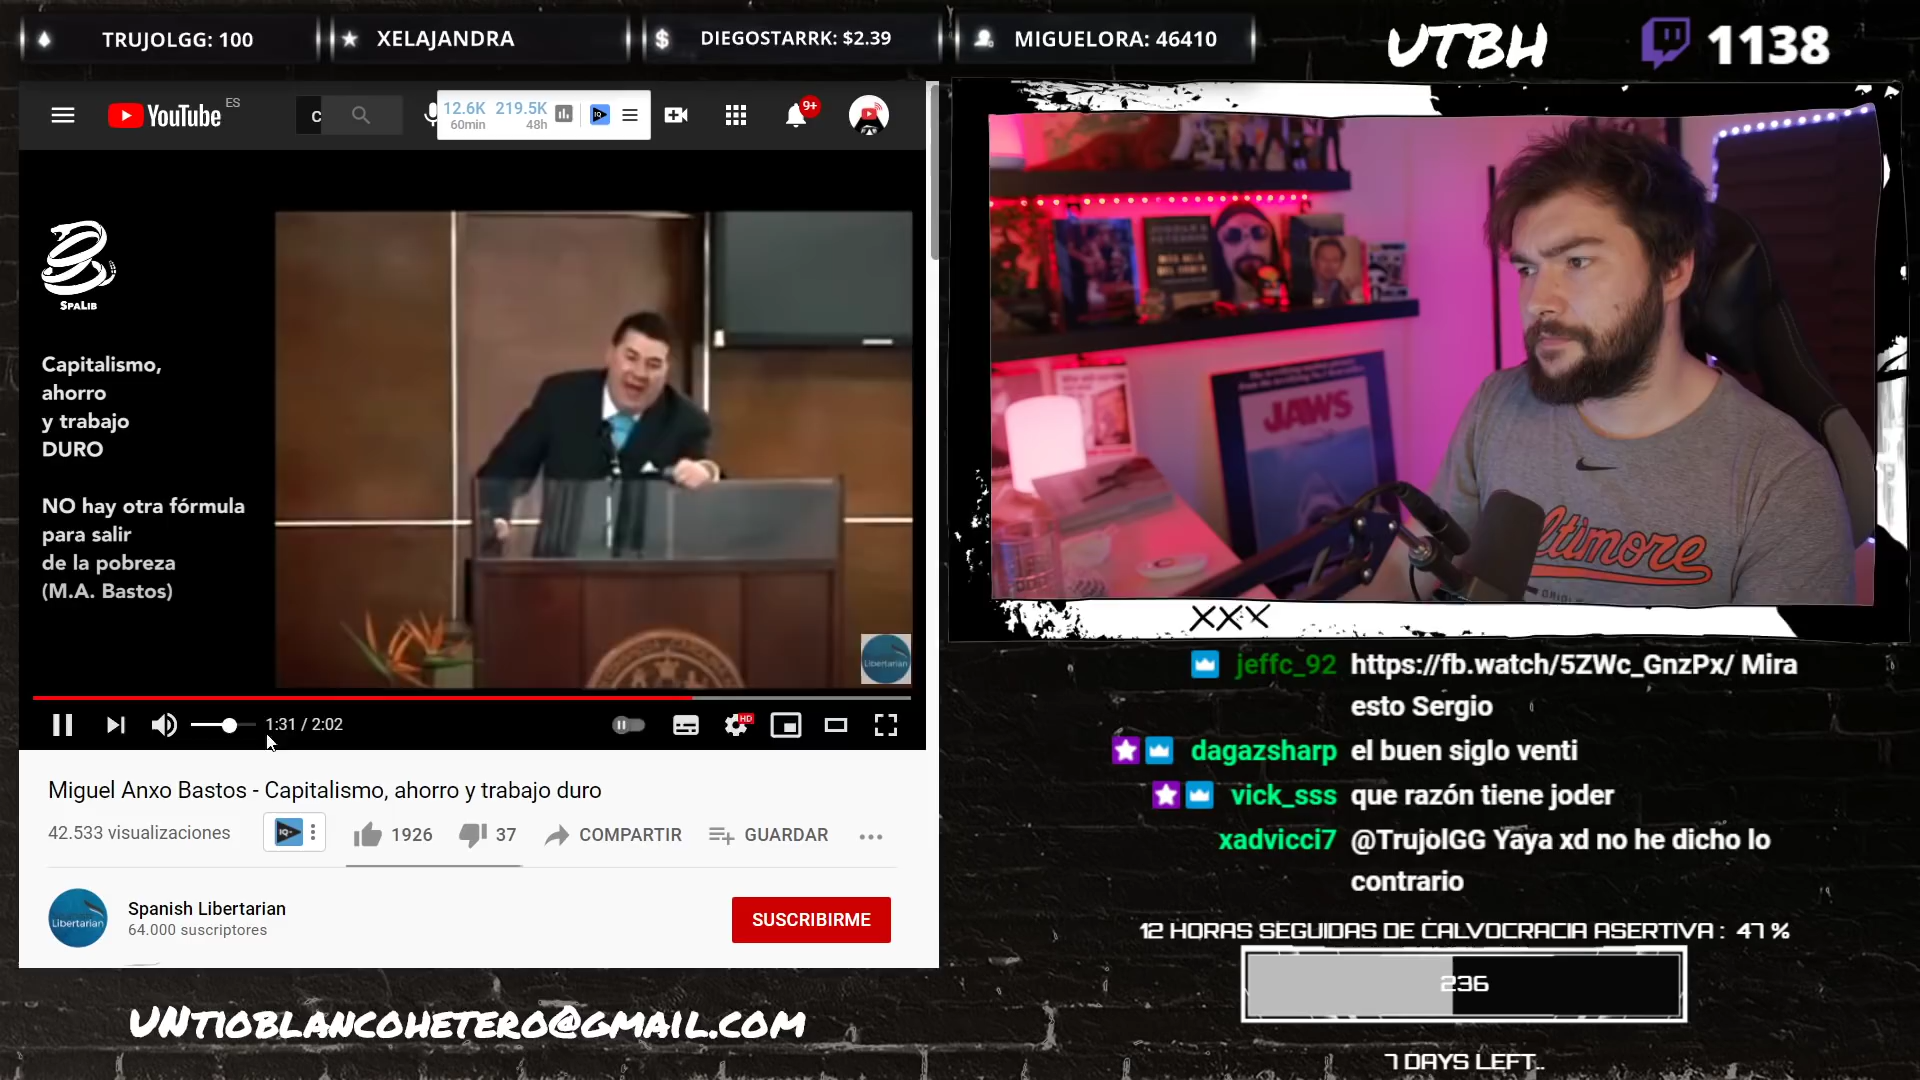 TRUJOLGG: 100
XELAJANDRA
DIEGOSTARRK: $2.39
MIGUELORA: 46410
UTBH
1138
YouTube ES
c
12.6K 219.5K
60min 48h
9+
SPALIB
Capitalismo,
ahorro
y trabajo
DURO
NO hay otra fórmula
para salir
de la pobreza
(M.A. Bastos)
Libertarian
1:31 / 2:02
HD
Miguel Anxo Bastos - Capitalismo, ahorro y trabajo duro
42.533 visualizaciones
IQ
1926
37
COMPARTIR
GUARDAR
Libertarian
Spanish Libertarian
64.000 suscriptores
SUSCRIBIRME
UNTIOBLANCOHETERO@GMAIL.COM
JAWS
ltimore
XXX
jeffc_92 https://fb.watch/5ZWc_GnzPx/ Mira
esto Sergio
dagazsharp el buen siglo venti
vick_sss que razón tiene joder
xadvicci7 @TrujolGG Yaya xd no he dicho lo
contrario
12 HORAS SEGUIDAS DE CALVOCRACIA ASERTIVA : 47 %
236
7 DAYS LEFT..